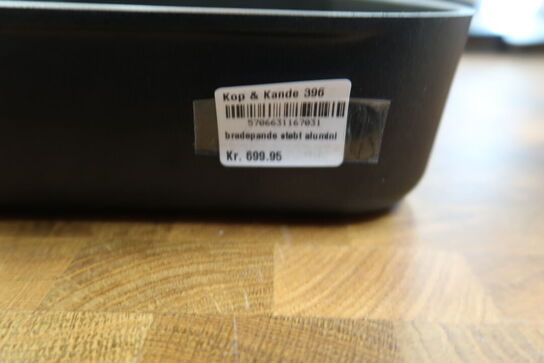 Kop & Kande 396
5706631167031
bradepande støbt alumini
Kr. 699.95